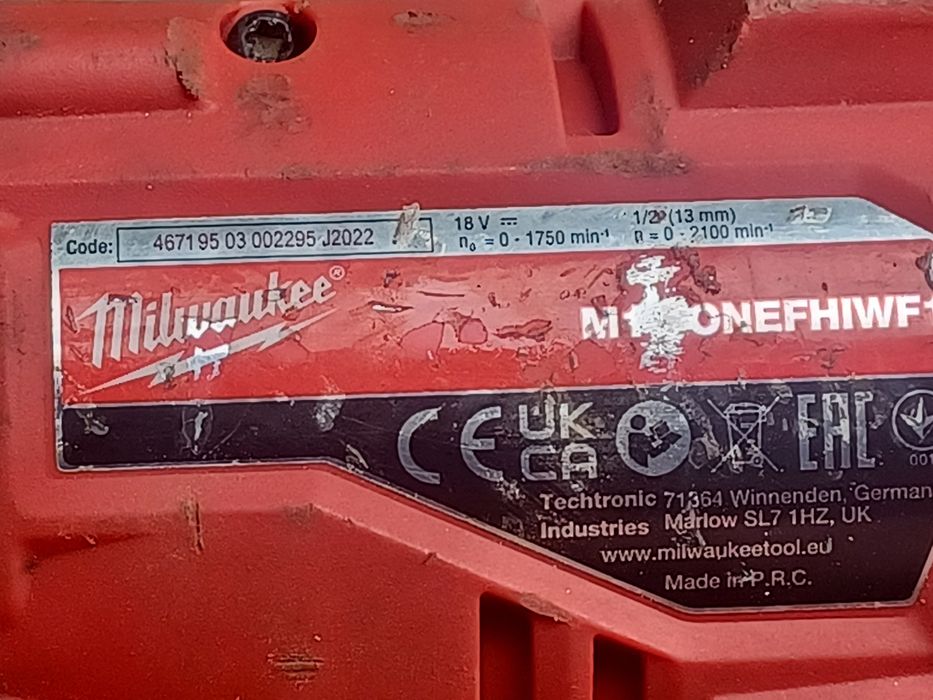 Code: 467195 03 002295 J2022
18 V ⎓ 1/2" (13 mm)
n₀ = 0 - 1750 min⁻¹ n = 0 - 2100 min⁻¹
Milwaukee®
ONEFHIWF1
CE UK CA EAC
001
Techtronic 71364 Winnenden, German
Industries Marlow SL7 1HZ, UK
www.milwaukeetool.eu
Made in P.R.C.